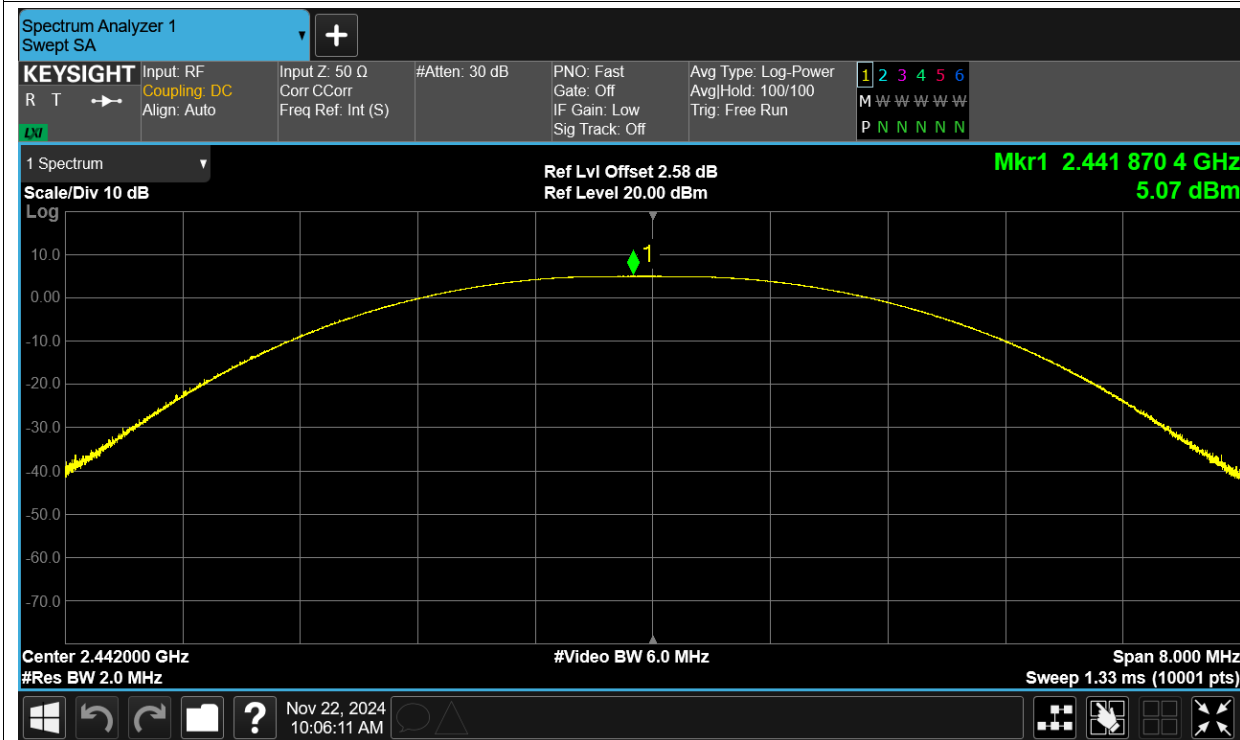 Spectrum Analyzer 1
Swept SA
KEYSIGHT
R T
LXI
Input: RF
Coupling: DC
Align: Auto
Input Z: 50 Ω
Corr CCorr
Freq Ref: Int (S)
#Atten: 30 dB
PNO: Fast
Gate: Off
IF Gain: Low
Sig Track: Off
Avg Type: Log-Power
Avg|Hold: 100/100
Trig: Free Run
1 2 3 4 5 6
M W W W W W
P N N N N N
1 Spectrum
Scale/Div 10 dB
Log
Ref Lvl Offset 2.58 dB
Ref Level 20.00 dBm
Mkr1 2.441 870 4 GHz
5.07 dBm
1
10.0
0.00
-10.0
-20.0
-30.0
-40.0
-50.0
-60.0
-70.0
Center 2.442000 GHz
#Res BW 2.0 MHz
#Video BW 6.0 MHz
Span 8.000 MHz
Sweep 1.33 ms (10001 pts)
?
Nov 22, 2024
10:06:11 AM